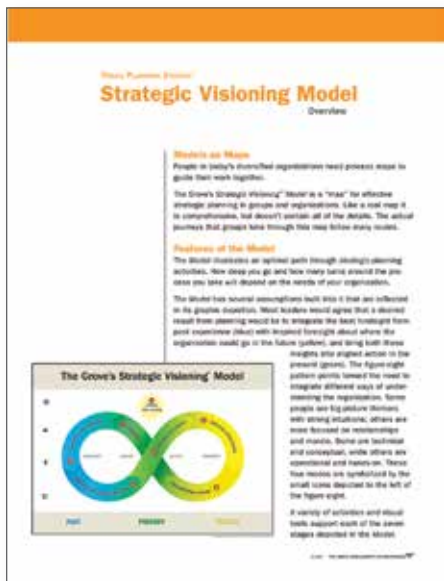 Strategic Visioning Model
Overview
Models as Maps
People in today's diversified organizations need process maps to
guide their work together.
The Grove's Strategic Visioning™ Model is a "map" for effective
strategic planning in groups and organizations. Like a road map it
is comprehensive, but doesn't contain all of the details. The actual
journeys that groups take through this map follow many routes.
Features of the Model
The Model illustrates an optimal path through strategic planning
activities. How deep you go and how many turns around the pro-
cess you take will depend on the needs of your organization.
The Model has several assumptions built into it that are reflected
in its graphic depiction. Most leaders would agree that a desired
result from planning would be to integrate the best hindsight from
past experience (blue) with inspired foresight about where the
organization could go in the future (yellow), and bring both these
insights into aligned action in the
present (green). The figure-eight
pattern points toward the need to
integrate different ways of under-
standing the organization. Some
people are big picture thinkers
with strong intuitions; others are
more focused on relationships
and morale. Some are technical
and conceptual, while others are
operational and hands-on. These
four modes are symbolized by the
small icons depicted to the left of
the figure eight.
A variety of activities and visual
tools support each of the seven
stages depicted in the Model.
The Grove's Strategic Visioning™ Model
PAST
PRESENT
FUTURE